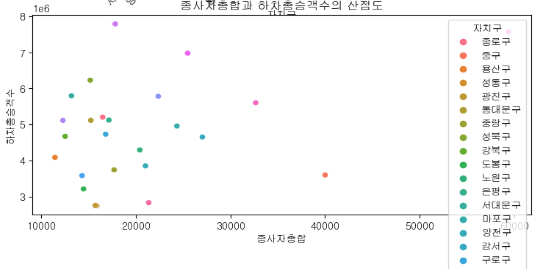 종사자총합과 하차총승객수의 산점도
1e6
8
7
6
5
4
3
하차총승객수
10000 20000 30000 40000 50000
종사자총합
자치구
종로구
중구
용산구
성동구
광진구
동대문구
중랑구
성북구
강북구
도봉구
노원구
은평구
서대문구
마포구
양천구
강서구
구로구